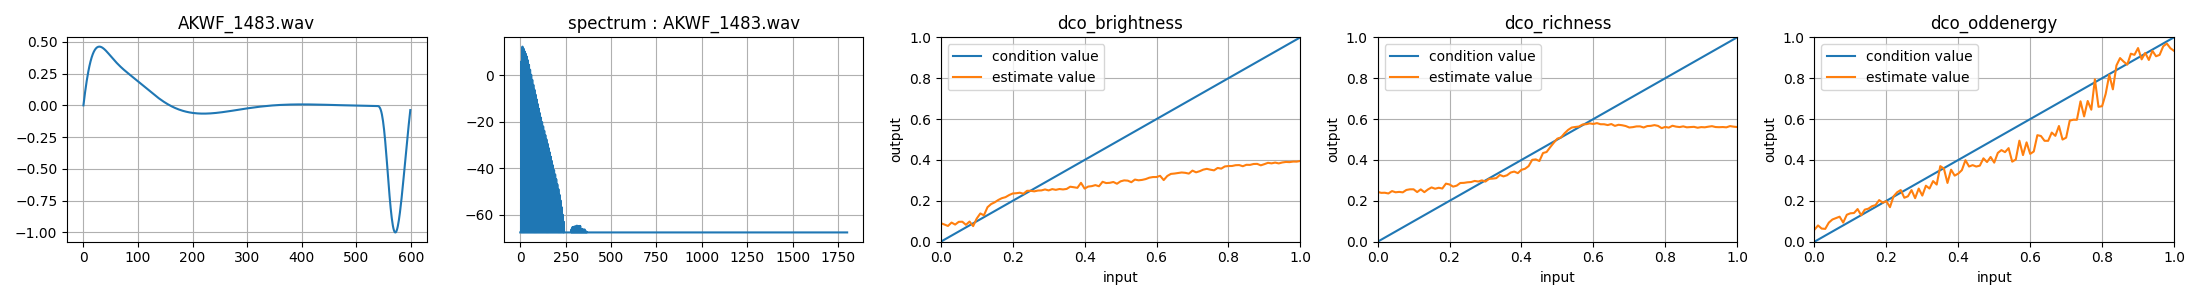 AKWF_1483.wav
0.50
0.25
0.00
−0.25
−0.50
−0.75
−1.00
0 100 200 300 400 500 600
spectrum : AKWF_1483.wav
0
−20
−40
−60
0 250 500 750 1000 1250 1500 1750
dco_brightness
condition value
estimate value
output
1.0
0.8
0.6
0.4
0.2
0.0
0.0 0.2 0.4 0.6 0.8 1.0
input
dco_richness
condition value
estimate value
output
1.0
0.8
0.6
0.4
0.2
0.0
0.0 0.2 0.4 0.6 0.8 1.0
input
dco_oddenergy
condition value
estimate value
output
1.0
0.8
0.6
0.4
0.2
0.0
0.0 0.2 0.4 0.6 0.8 1.0
input